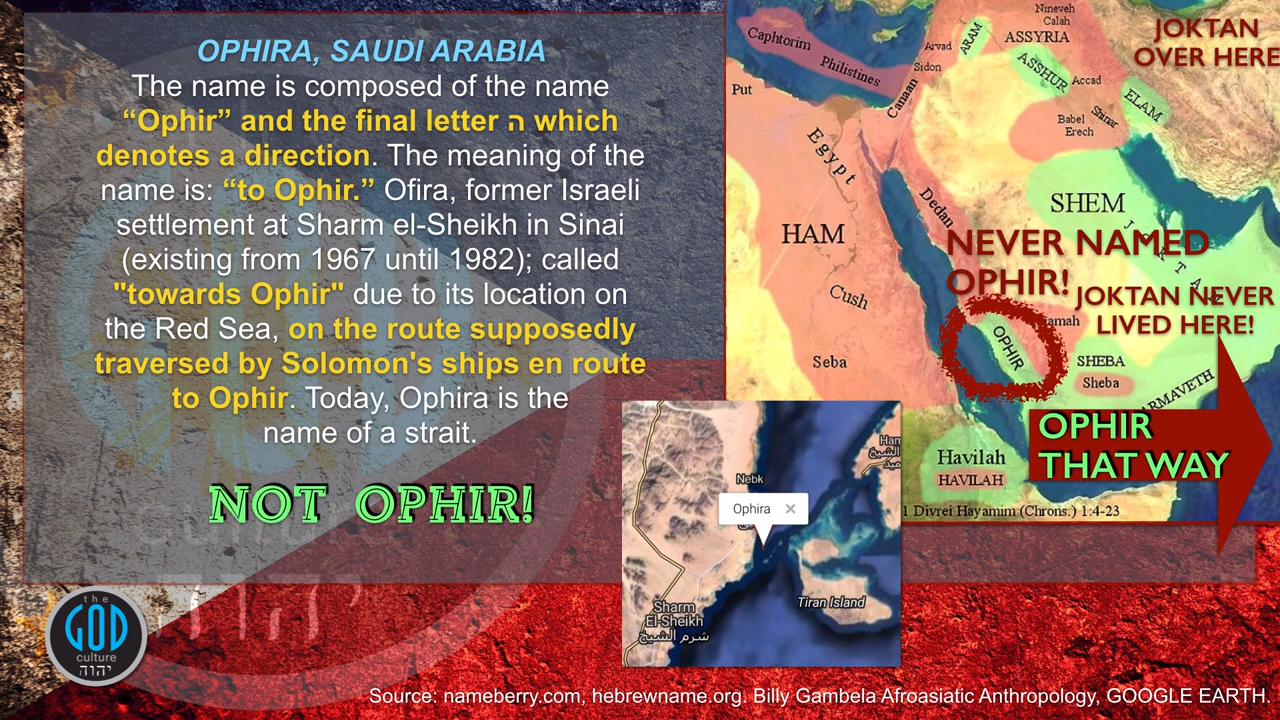 OPHIRA, SAUDI ARABIA
The name is composed of the name
“Ophir” and the final letter ה which
denotes a direction. The meaning of the
name is: “to Ophir.” Ofira, former Israeli
settlement at Sharm el-Sheikh in Sinai
(existing from 1967 until 1982); called
"towards Ophir" due to its location on
the Red Sea, on the route supposedly
traversed by Solomon's ships en route
to Ophir. Today, Ophira is the
name of a strait.
NOT OPHIR!
the
GOD
culture
יהוה
יהוה
Caphtorim
Philistines
Put
Arvad
Sidon
Canaan
ARAM
Nineveh
Calah
ASSYRIA
ASSHUR
Accad
Babel
Erech
Shinar
ELAM
JOKTAN
OVER HERE
Egypt
HAM
Cush
Seba
Dedan
SHEM
JOKTA
NEVER NAMED
OPHIR!
JOKTAN NEVER
LIVED HERE!
amah
OPHIR
SHEBA
Sheba
RMAVETH
OPHIR
THAT WAY
Havilah
HAVILAH
1 Divrei Hayamim (Chrons.) 1:4-23
Nebk
Ophira ×
Tiran Island
Sharm
El-Sheikh
شرم الشيخ
Ham
الشيخ
Source: nameberry.com, hebrewname.org. Billy Gambela Afroasiatic Anthropology, GOOGLE EARTH.